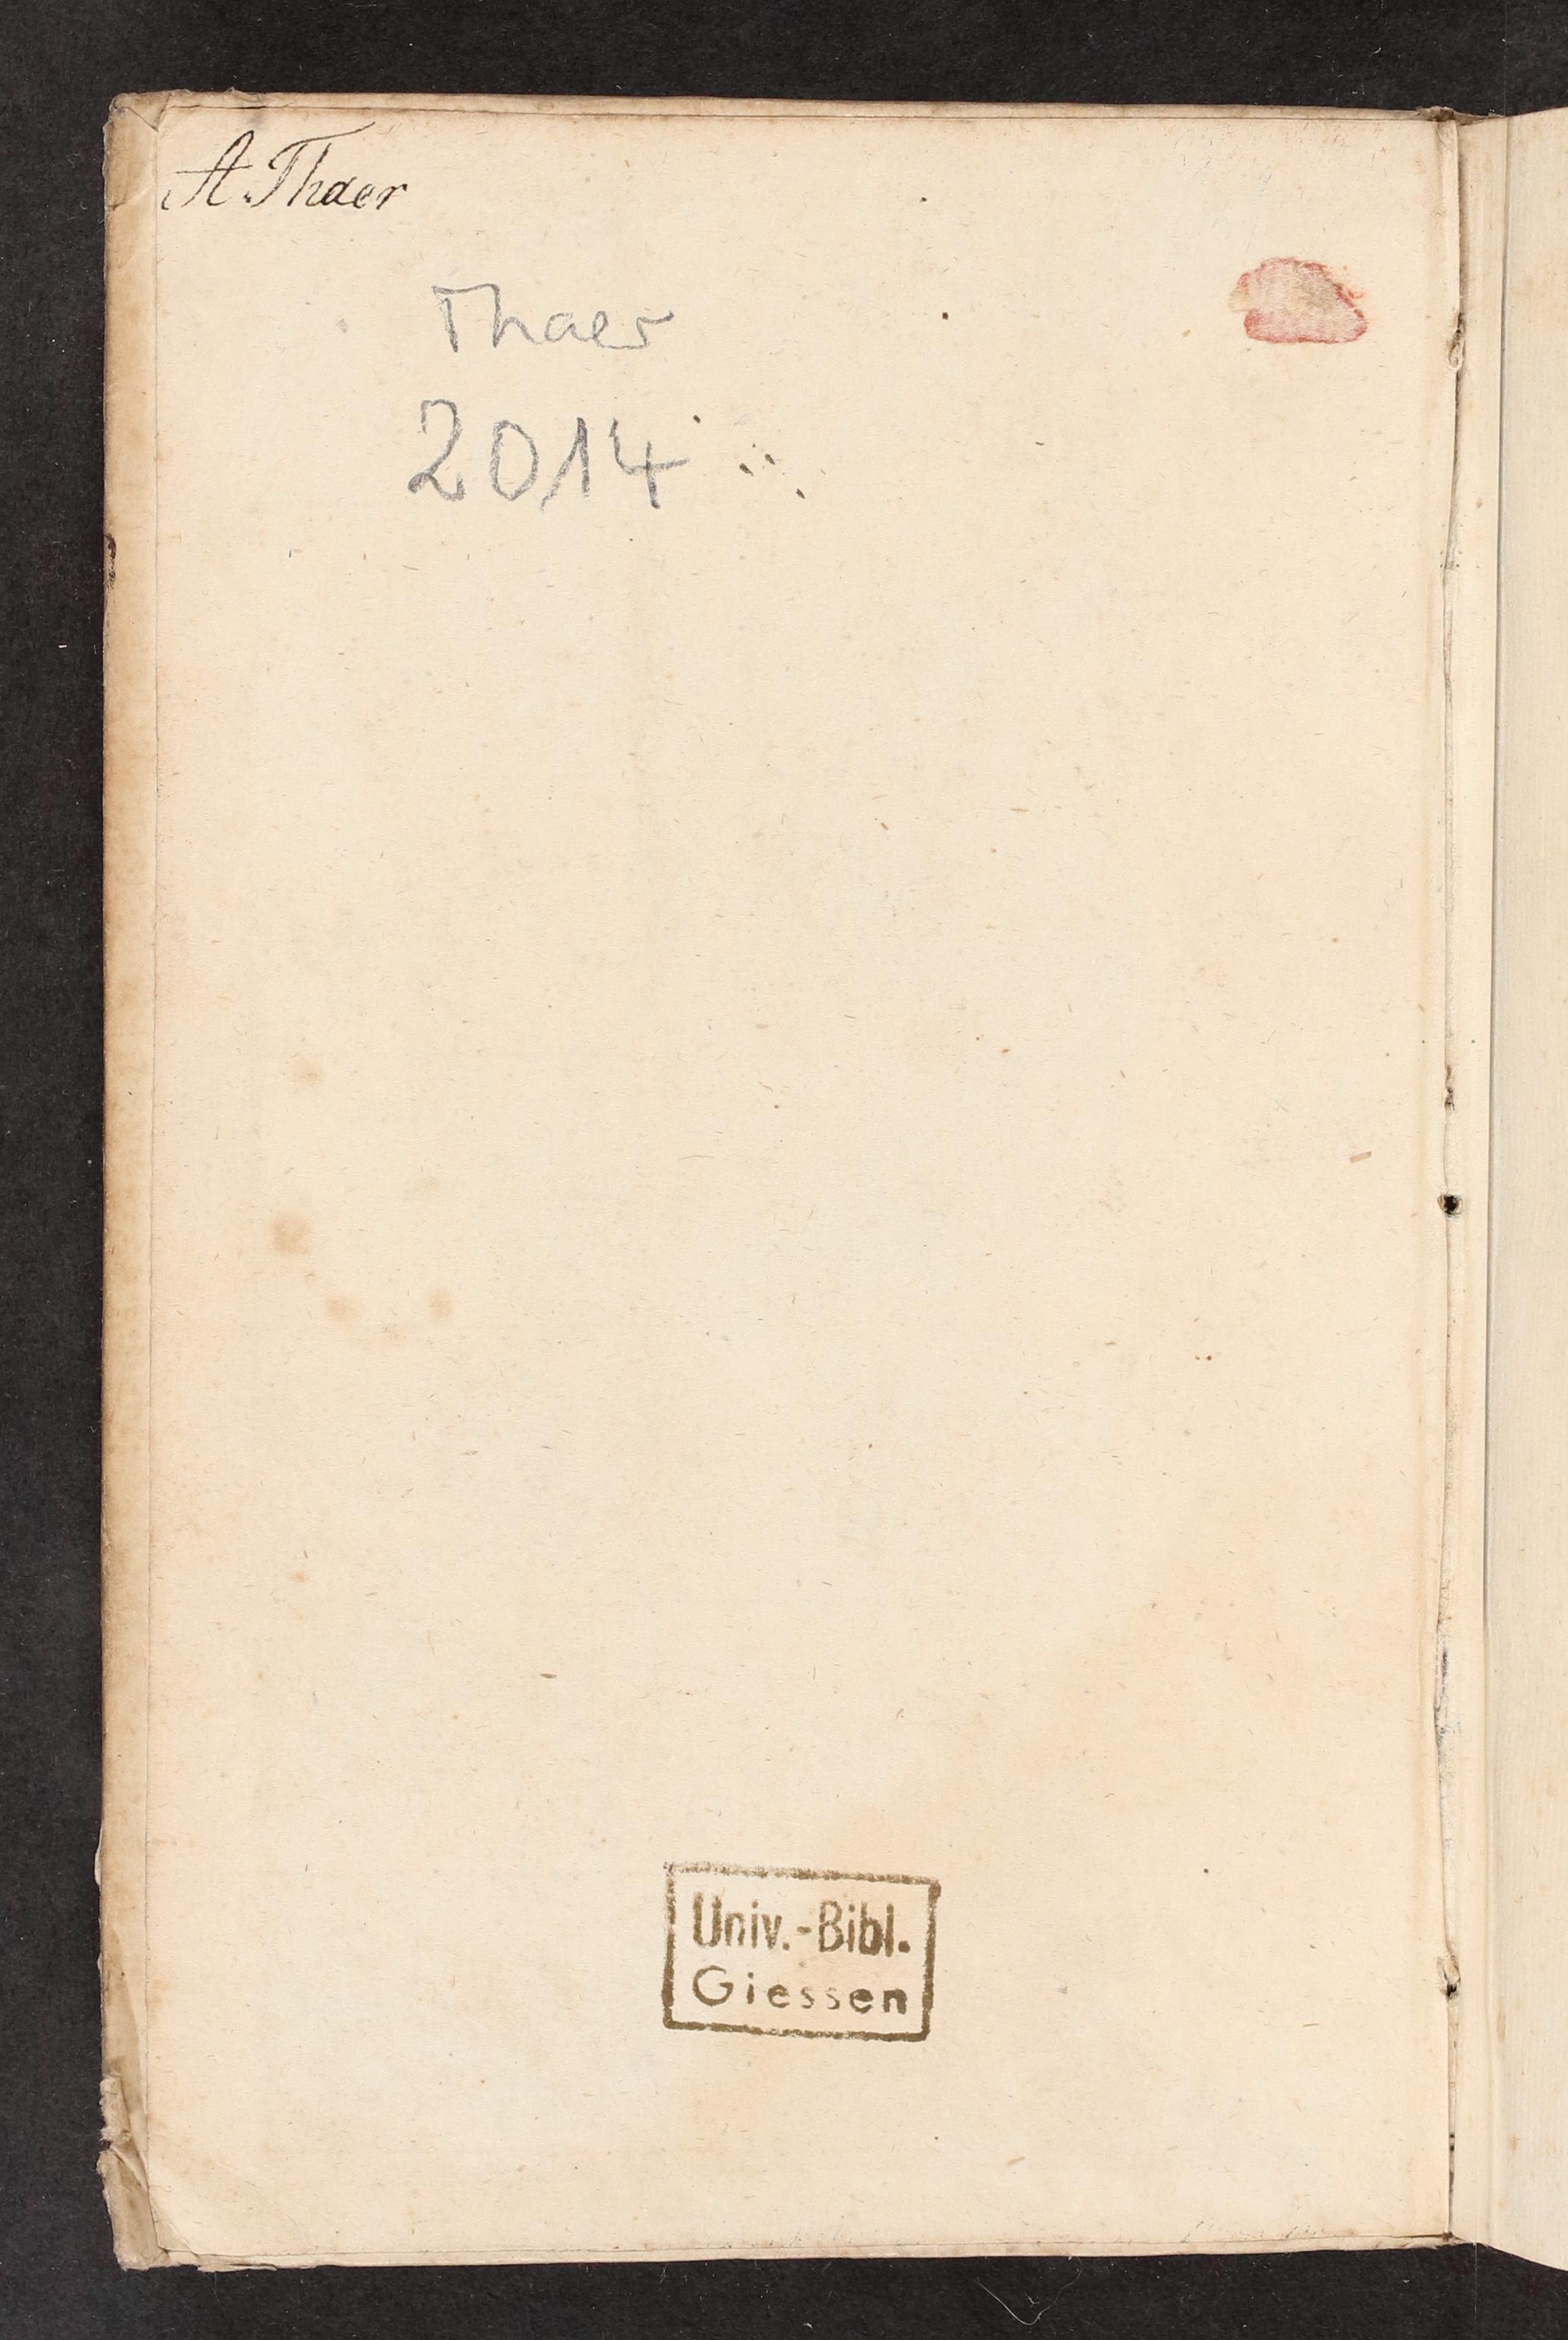 A. Thaer
Thaer
2014
Univ.-Bibl.
Giessen